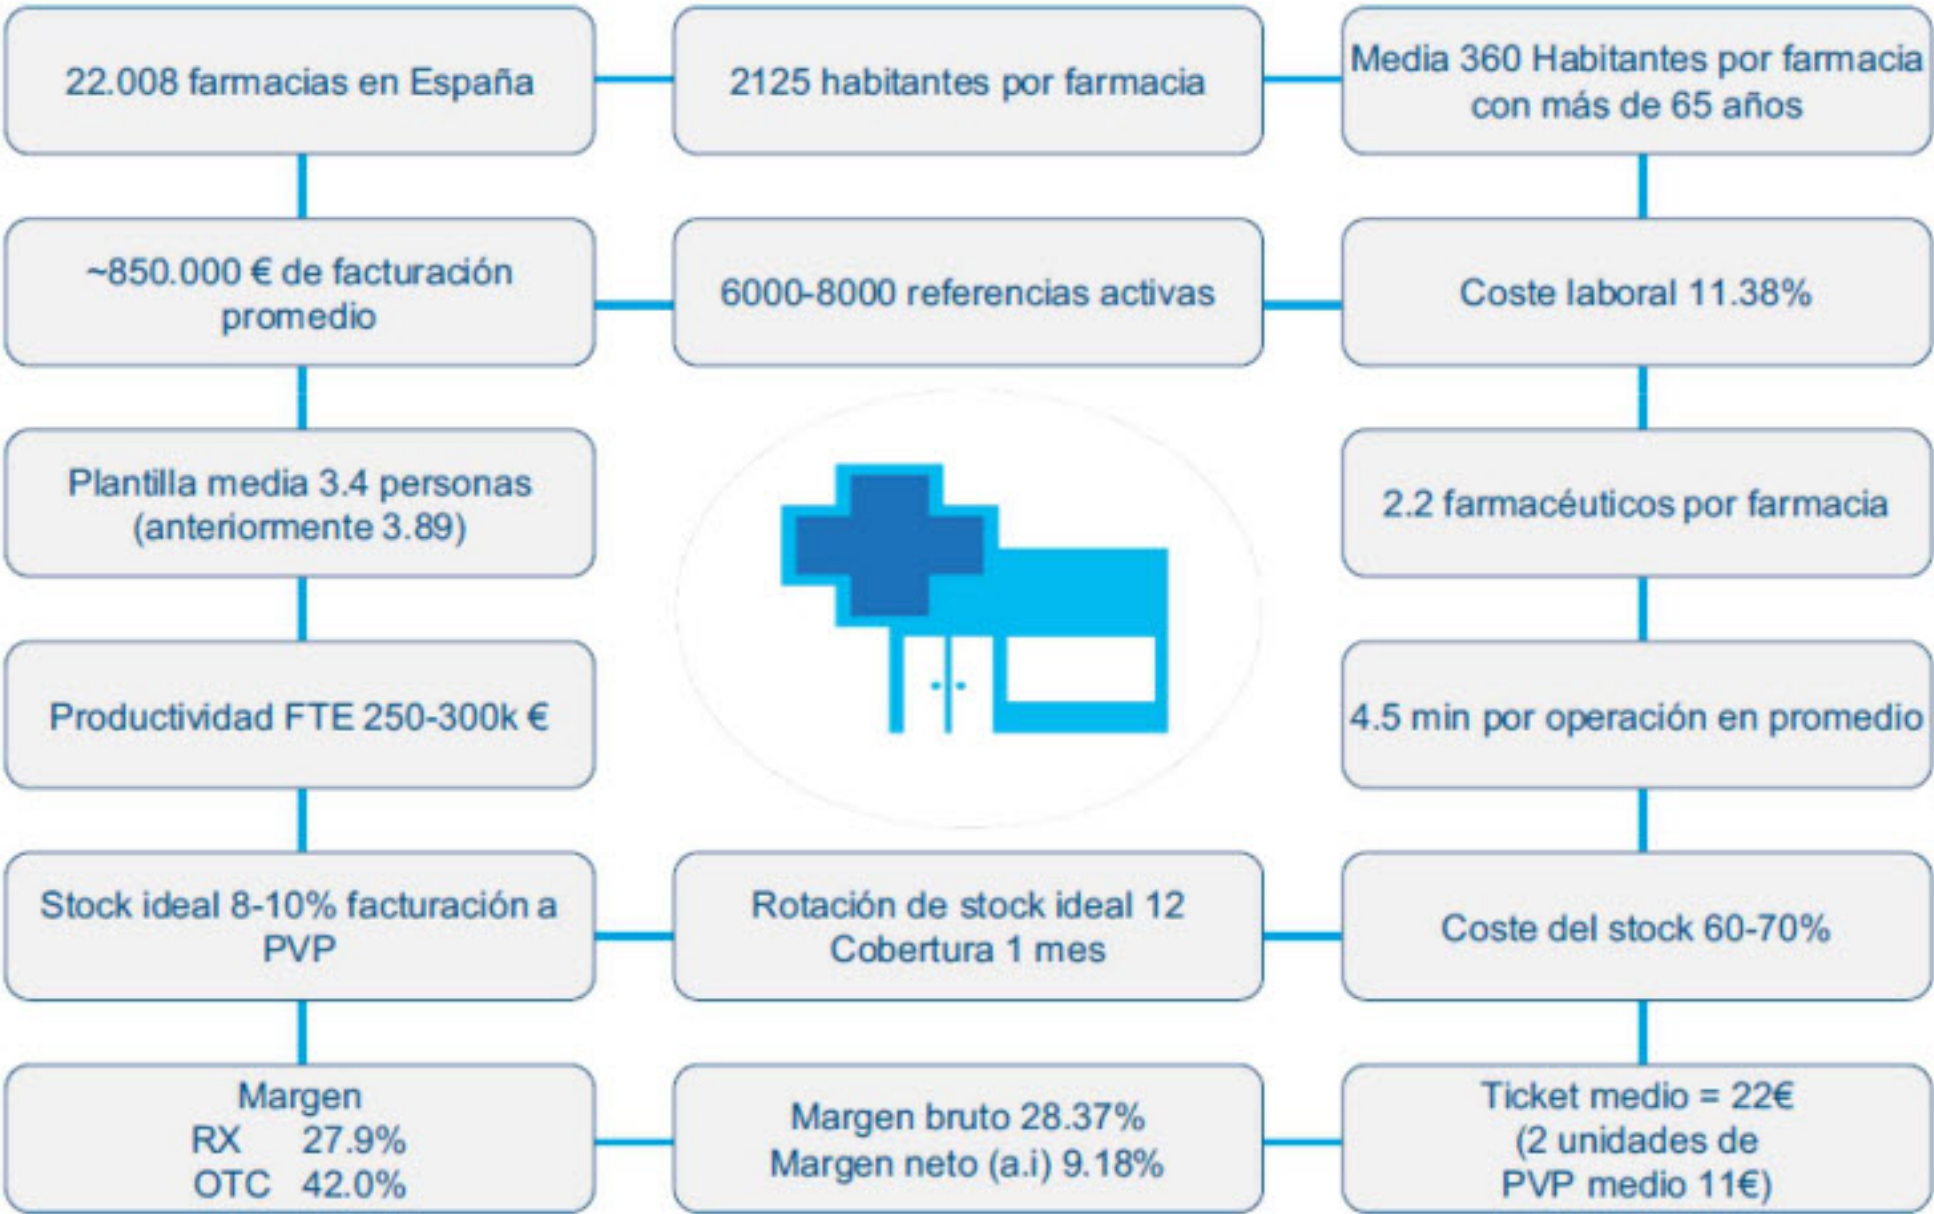 22.008 farmacias en España
2125 habitantes por farmacia
Media 360 Habitantes por farmacia
con más de 65 años
~850.000 € de facturación
promedio
6000-8000 referencias activas
Coste laboral 11.38%
Plantilla media 3.4 personas
(anteriormente 3.89)
2.2 farmacéuticos por farmacia
Productividad FTE 250-300k €
4.5 min por operación en promedio
Stock ideal 8-10% facturación a
PVP
Rotación de stock ideal 12
Cobertura 1 mes
Coste del stock 60-70%
Margen
RX 27.9%
OTC 42.0%
Margen bruto 28.37%
Margen neto (a.i) 9.18%
Ticket medio = 22€
(2 unidades de
PVP medio 11€)